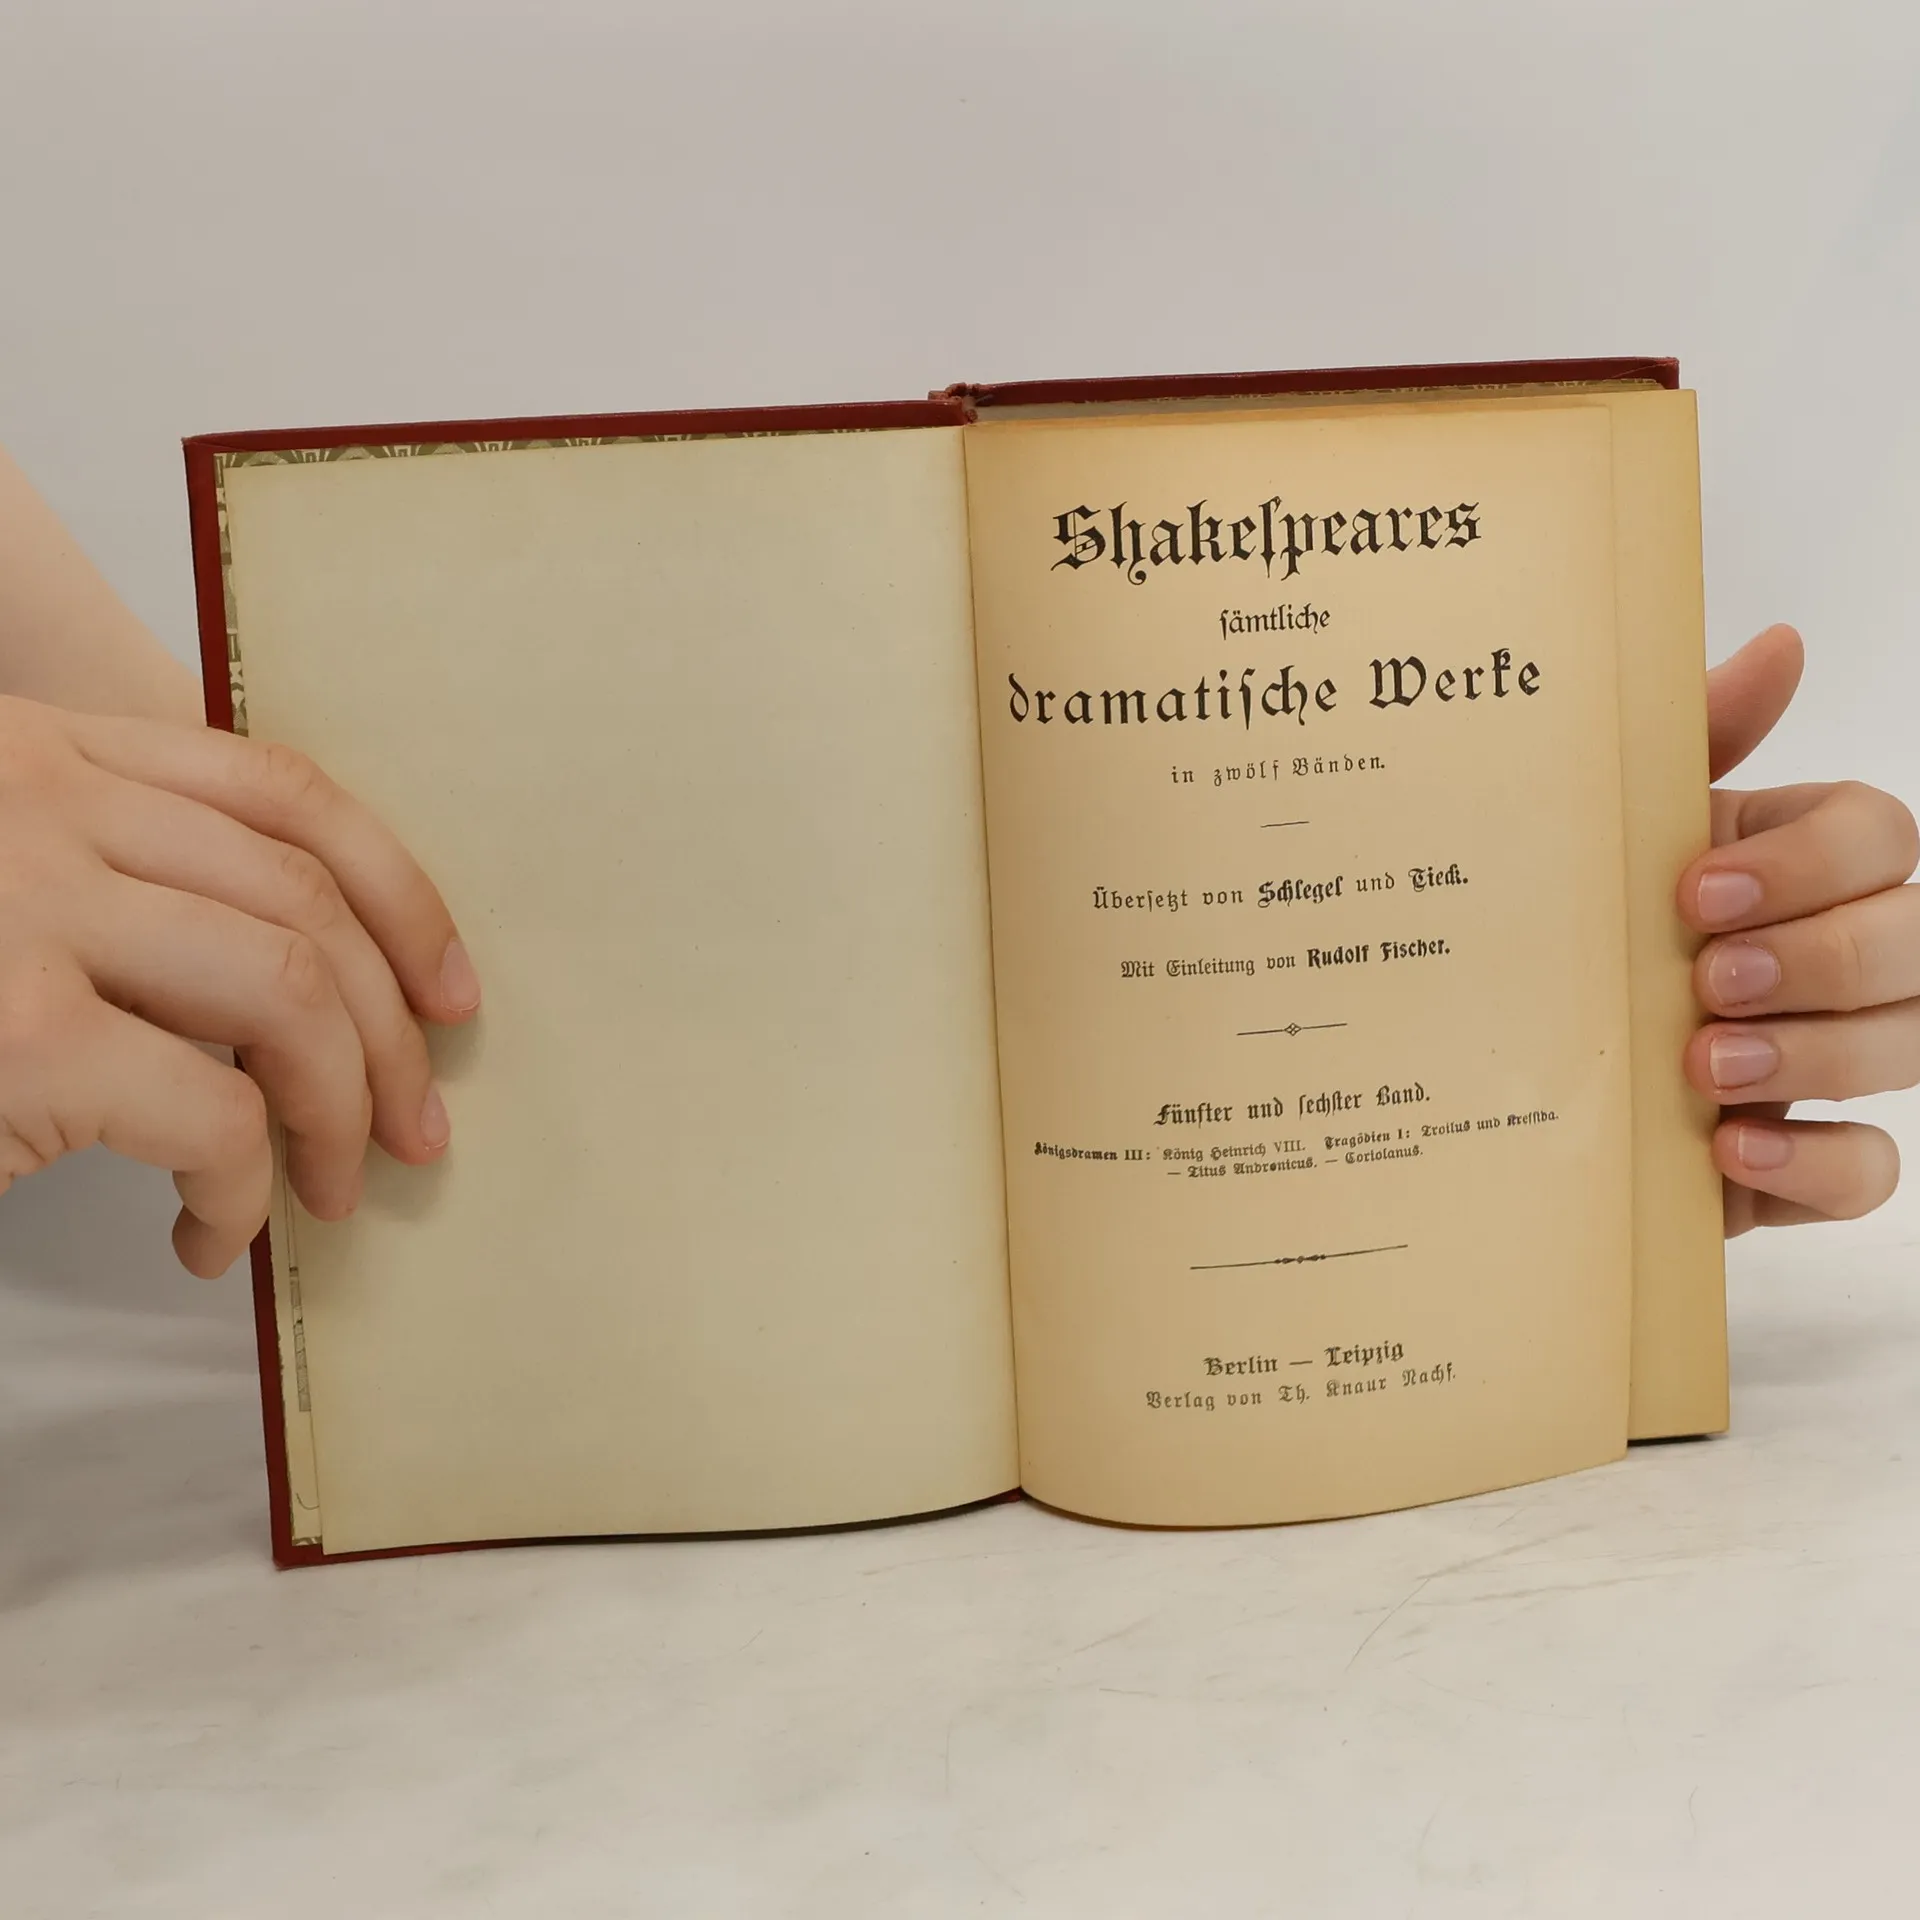 Shakeſpeares
ſämtliche
dramatiſche Werke
in zwölf Bänden.
Überſetzt von Schlegel und Tieck.
Mit Einleitung von Rudolf Fischer.
Fünfter und ſechſter Band.
Königsdramen III: König Heinrich VIII. Tragödien I: Troilus und Kreſſida.
— Titus Andronicus. — Coriolanus.
Berlin — Leipzig
Verlag von Th. Knaur Nachf.